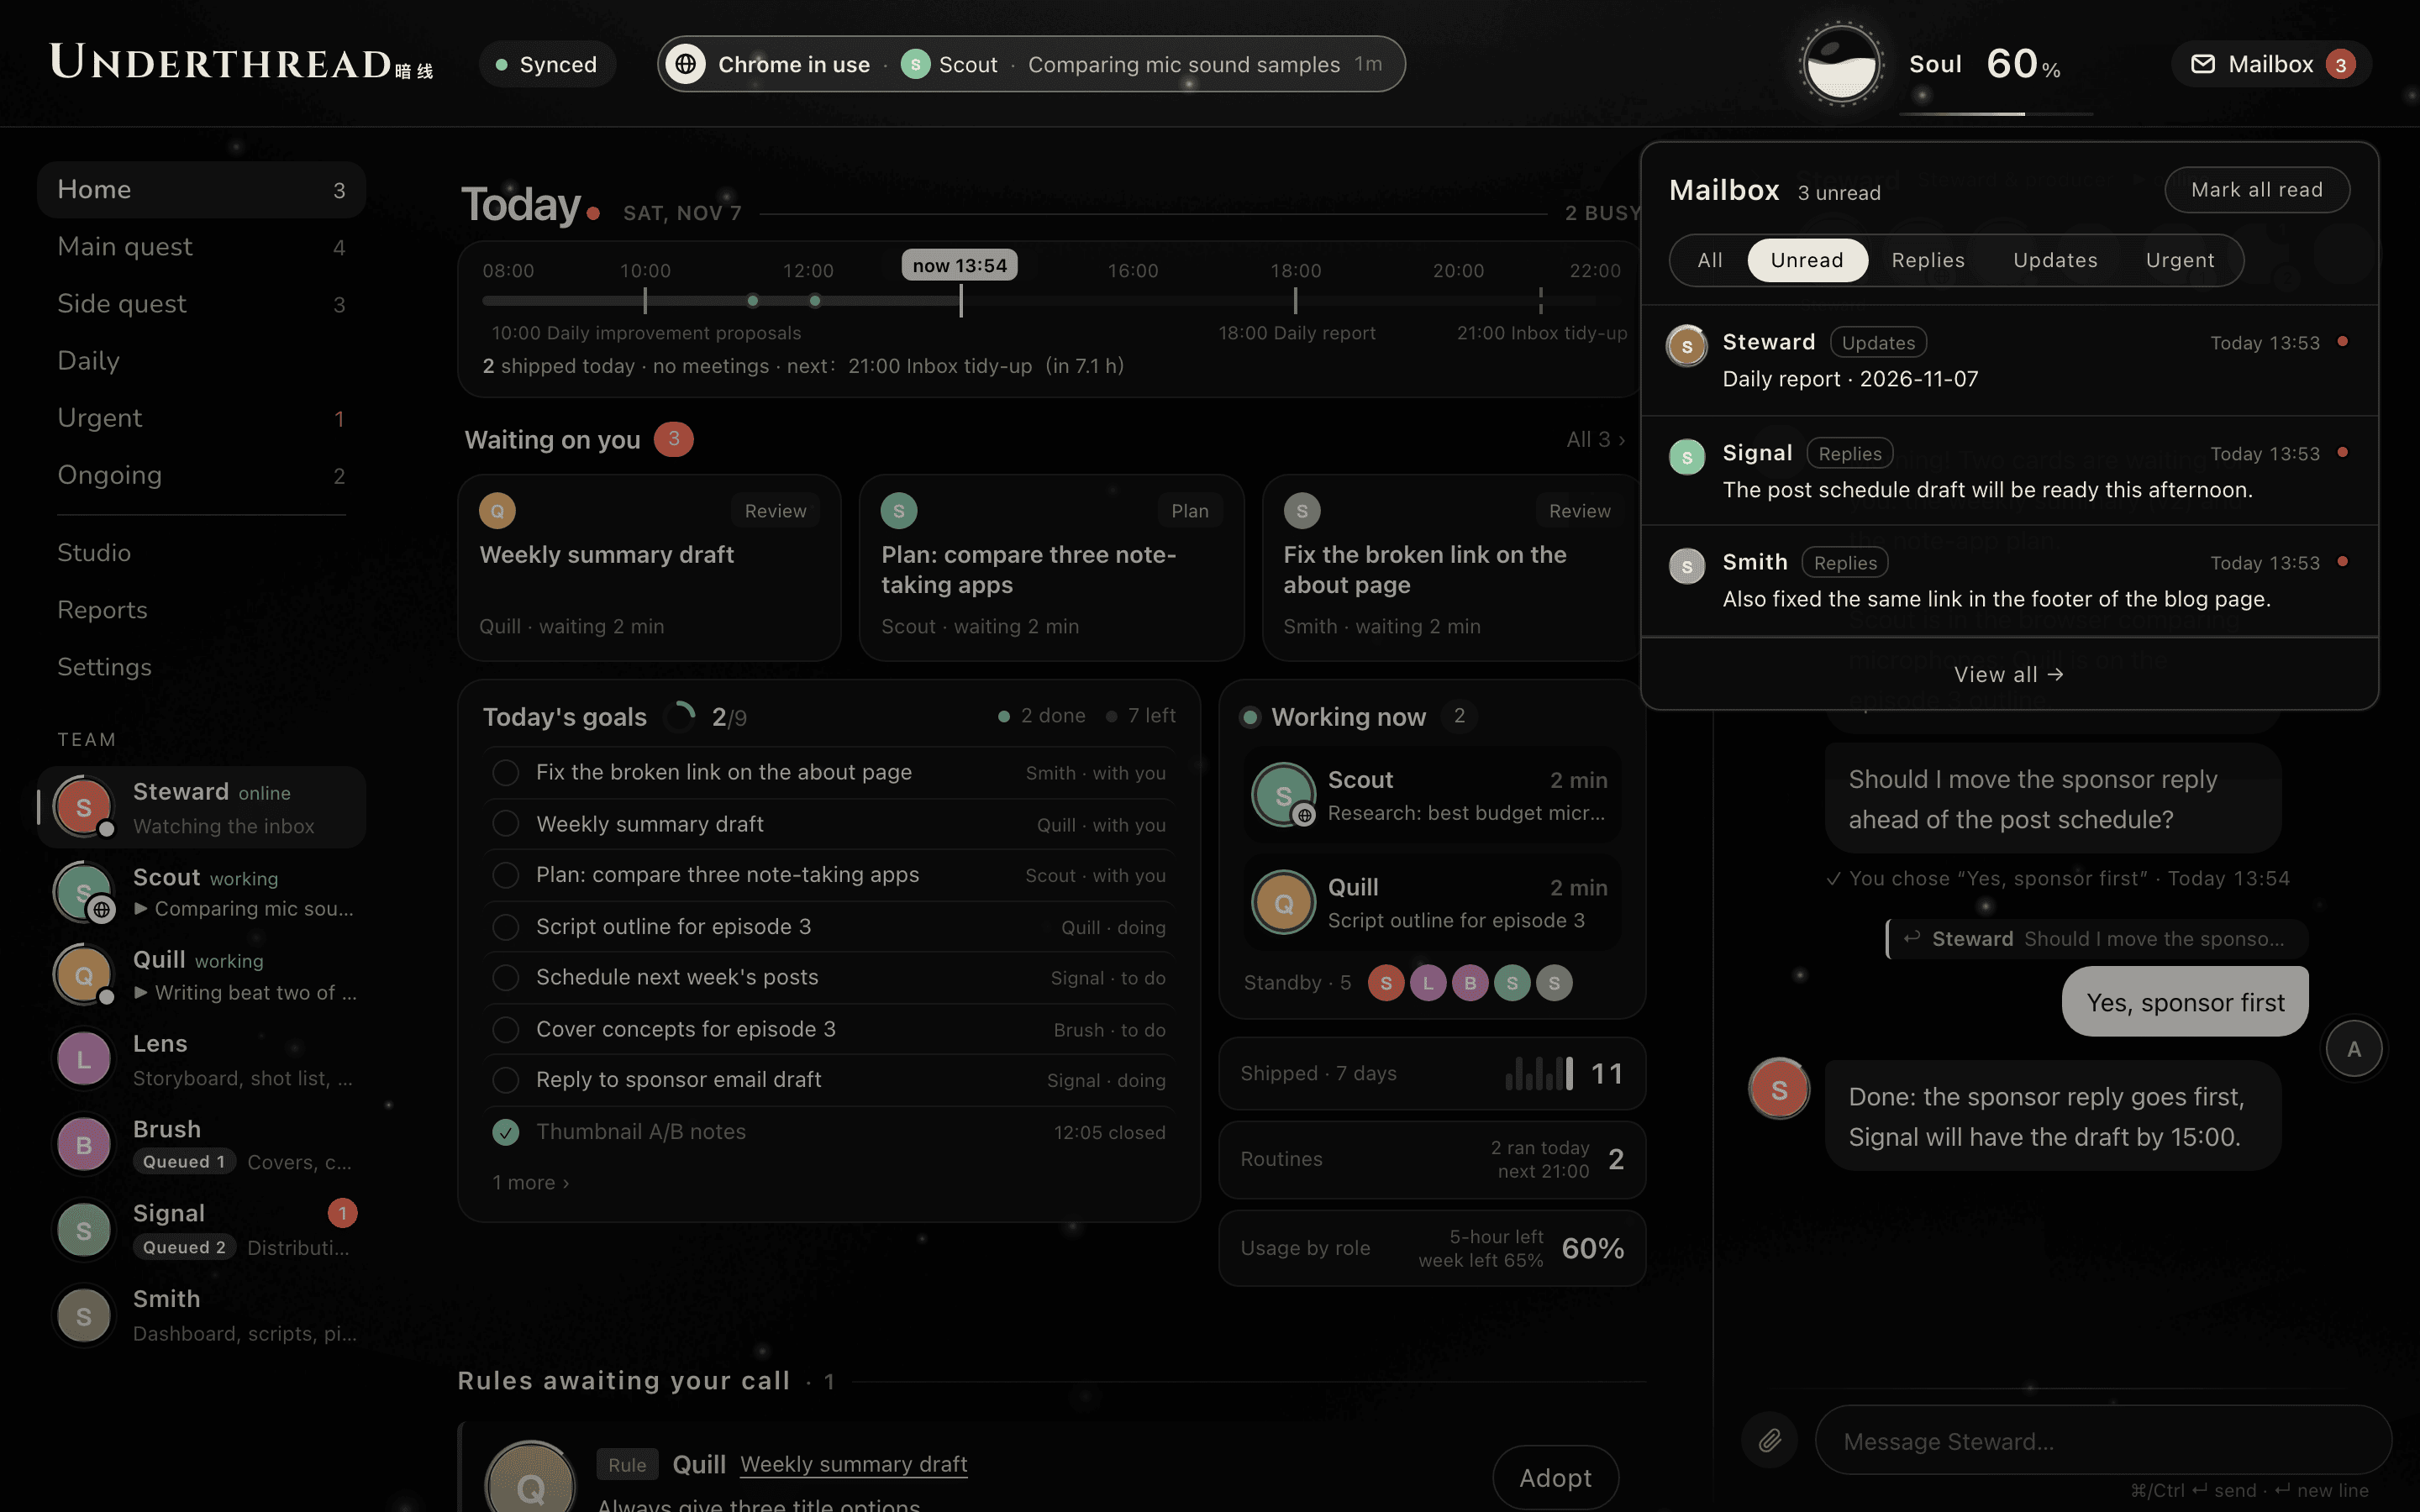 UNDERTHREAD暗线
Synced
Chrome in use · S Scout · Comparing mic sound samples 1m
Soul 60%
Mailbox 3
Home 3
Main quest 4
Side quest 3
Daily
Urgent 1
Ongoing 2
Studio
Reports
Settings
TEAM
S Steward online
Watching the inbox
S Scout working
▶ Comparing mic sou...
Q Quill working
▶ Writing beat two of ...
L Lens
Storyboard, shot list, ...
B Brush
Queued 1 Covers, c...
S Signal 1
Queued 2 Distributi...
S Smith
Dashboard, scripts, pi...
Today SAT, NOV 7 2 BUSY
08:00 10:00 12:00 now 13:54 16:00 18:00 20:00 22:00
10:00 Daily improvement proposals 18:00 Daily report 21:00 Inbox tidy-up
2 shipped today · no meetings · next: 21:00 Inbox tidy-up (in 7.1 h)
Waiting on you 3 All 3 ›
Q Review
Weekly summary draft
Quill · waiting 2 min
S Plan
Plan: compare three note-
taking apps
Scout · waiting 2 min
S Review
Fix the broken link on the
about page
Smith · waiting 2 min
Today's goals 2/9 2 done 7 left
Fix the broken link on the about page Smith · with you
Weekly summary draft Quill · with you
Plan: compare three note-taking apps Scout · with you
Script outline for episode 3 Quill · doing
Schedule next week's posts Signal · to do
Cover concepts for episode 3 Brush · to do
Reply to sponsor email draft Signal · doing
Thumbnail A/B notes 12:05 closed
1 more ›
Working now 2
S Scout 2 min
Research: best budget micr...
Q Quill 2 min
Script outline for episode 3
Standby · 5 S L B S S
Shipped · 7 days 11
Routines 2 ran today
next 21:00 2
Usage by role 5-hour left
week left 65% 60%
Rules awaiting your call · 1
Q Rule Quill Weekly summary draft
Always give three title options
Adopt
Mailbox 3 unread Mark all read
All Unread Replies Updates Urgent
S Steward Updates Today 13:53
Daily report · 2026-11-07
S Signal Replies Today 13:53
The post schedule draft will be ready this afternoon.
S Smith Replies Today 13:53
Also fixed the same link in the footer of the blog page.
View all →
Should I move the sponsor reply
ahead of the post schedule?
✓ You chose “Yes, sponsor first” · Today 13:54
↩ Steward Should I move the sponso...
Yes, sponsor first
A
S
Done: the sponsor reply goes first,
Signal will have the draft by 15:00.
Message Steward...
⌘/Ctrl ↵ send · ↵ new line